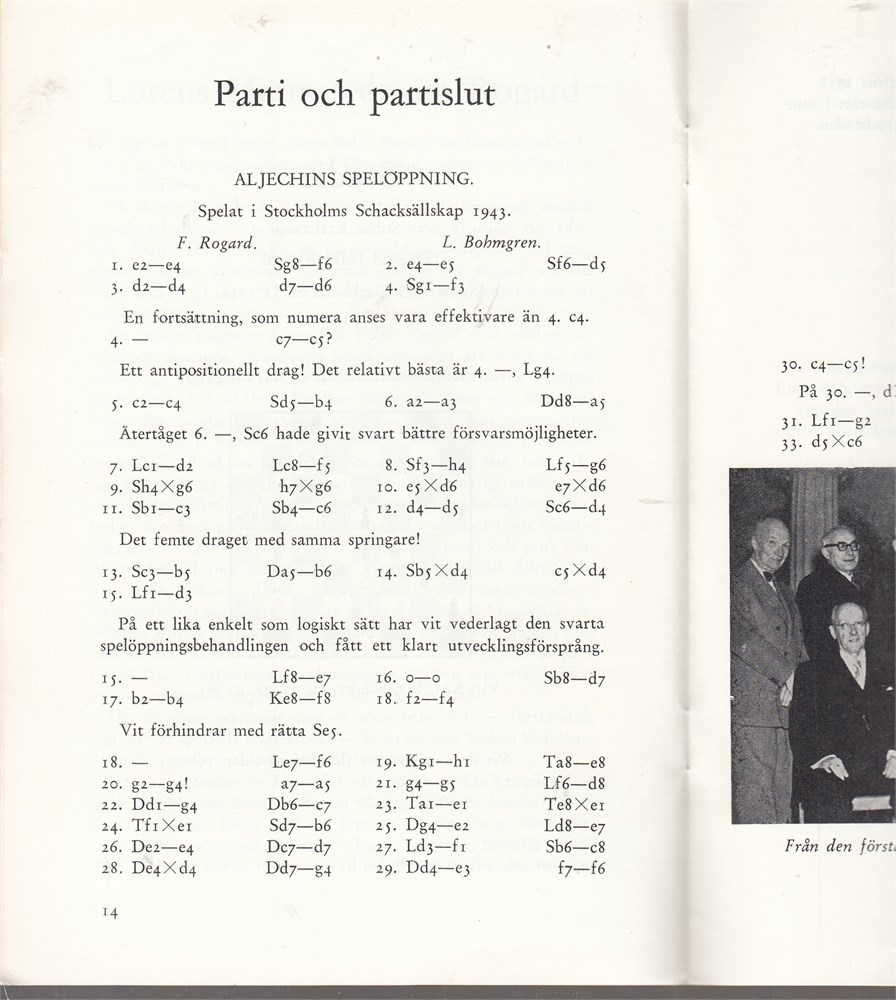 Parti och partislut
ALJECHINS SPELÖPPNING.
Spelat i Stockholms Schacksällskap 1943.
F. Rogard. L. Bohmgren.
1. e2—e4 Sg8—f6 2. e4—e5 Sf6—d5
3. d2—d4 d7—d6 4. Sg1—f3
En fortsättning, som numera anses vara effektivare än 4. c4.
4. — c7—c5?
Ett antipositionellt drag! Det relativt bästa är 4. —, Lg4.
5. c2—c4 Sd5—b4 6. a2—a3 Dd8—a5
Återtåget 6. —, Sc6 hade givit svart bättre försvarsmöjligheter.
7. Lc1—d2 Lc8—f5 8. Sf3—h4 Lf5—g6
9. Sh4×g6 h7×g6 10. e5×d6 e7×d6
11. Sb1—c3 Sb4—c6 12. d4—d5 Sc6—d4
Det femte draget med samma springare!
13. Sc3—b5 Da5—b6 14. Sb5×d4 c5×d4
15. Lf1—d3
På ett lika enkelt som logiskt sätt har vit vederlagt den svarta
spelöppningsbehandlingen och fått ett klart utvecklingsförsprång.
15. — Lf8—e7 16. 0—0 Sb8—d7
17. b2—b4 Ke8—f8 18. f2—f4
Vit förhindrar med rätta Se5.
18. — Le7—f6 19. Kg1—h1 Ta8—e8
20. g2—g4! a7—a5 21. g4—g5 Lf6—d8
22. Dd1—g4 Db6—c7 23. Ta1—e1 Te8×e1
24. Tf1×e1 Sd7—b6 25. Dg4—e2 Ld8—e7
26. De2—e4 Dc7—d7 27. Ld3—f1 Sb6—c8
28. De4×d4 Dd7—g4 29. Dd4—e3 f7—f6
14
30. c4—c5!
På 30. —, d
31. Lf1—g2
33. d5×c6
Från den först